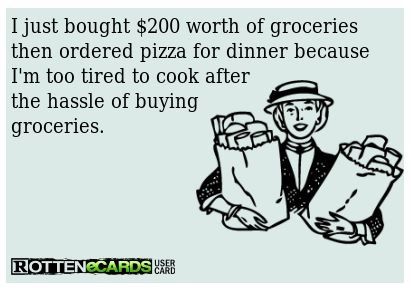 I just bought $200 worth of groceries
then ordered pizza for dinner because
I'm too tired to cook after
the hassle of buying
groceries.
ROTTENeCARDS USER
CARD